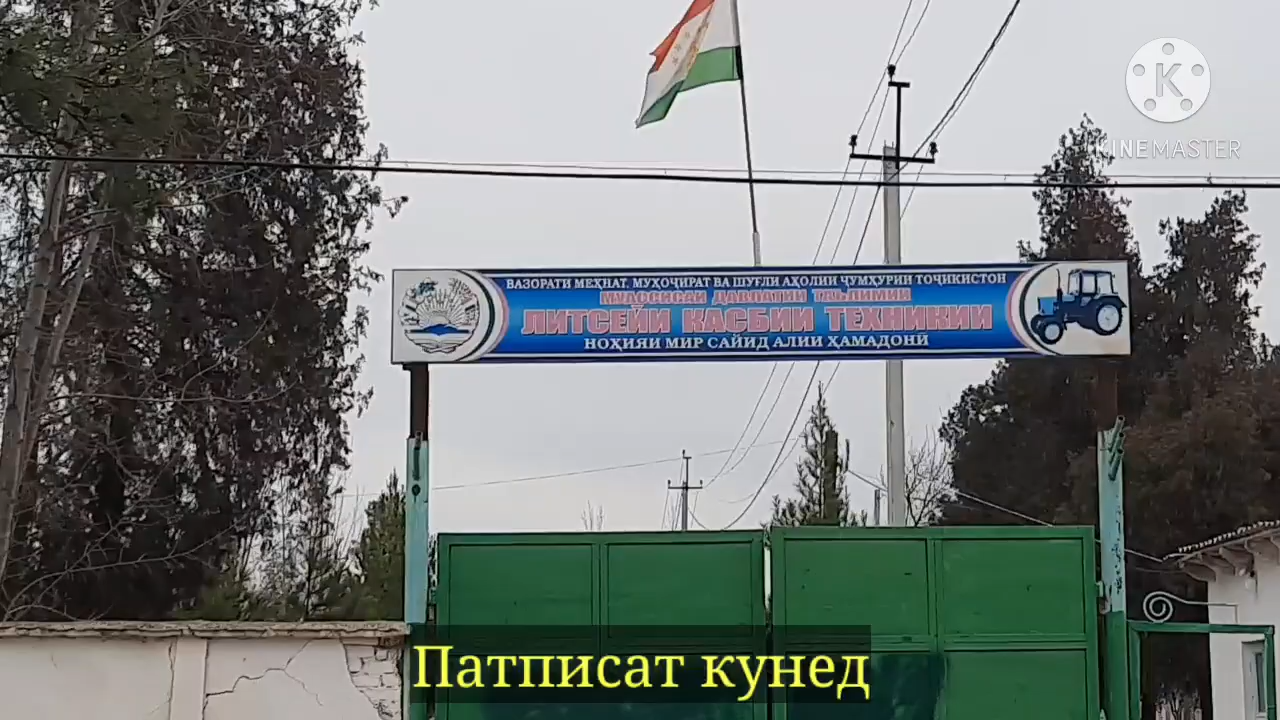 K
KINEMASTER
ВАЗОРАТИ МЕҲНАТ, МУҲОҶИРАТ ВА ШУҒЛИ АҲОЛИИ ҶУМҲУРИИ ТОҶИКИСТОН
МУАССИСАИ ДАВЛАТИИ ТАЪЛИМИИ
ЛИТСЕЙИ КАСБИИ ТЕХНИКИИ
НОҲИЯИ МИР САЙИД АЛИИ ҲАМАДОНӢ
Патписат кунед